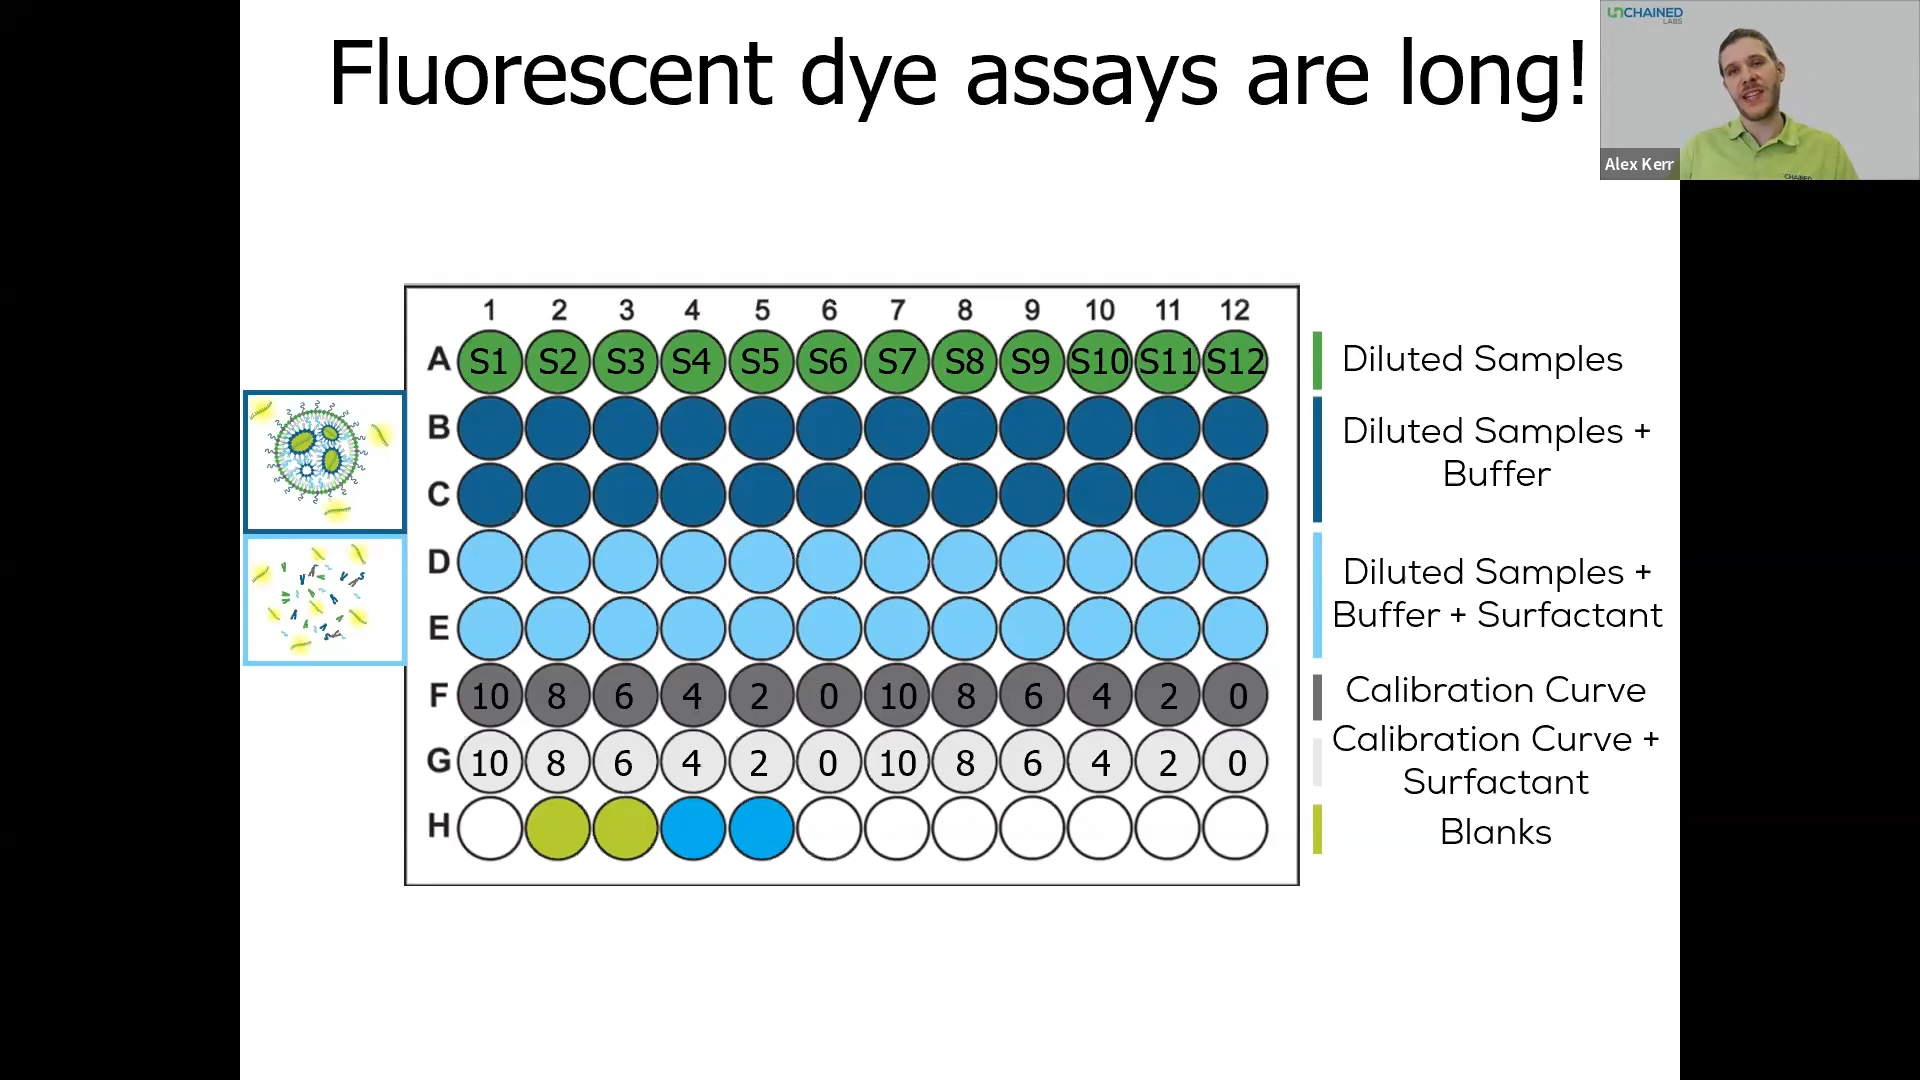 Fluorescent dye assays are long!
UNCHAINED
LABS
Alex Kerr
CHAINED
1 2 3 4 5 6 7 8 9 10 11 12
A S1 S2 S3 S4 S5 S6 S7 S8 S9 S10 S11 S12
B
C
D
E
F 10 8 6 4 2 0 10 8 6 4 2 0
G 10 8 6 4 2 0 10 8 6 4 2 0
H
Diluted Samples
Diluted Samples +
Buffer
Diluted Samples +
Buffer + Surfactant
Calibration Curve
Calibration Curve +
Surfactant
Blanks